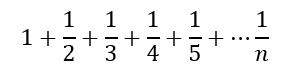 1 + 1/2 + 1/3 + 1/4 + 1/5 + ⋯ 1/n